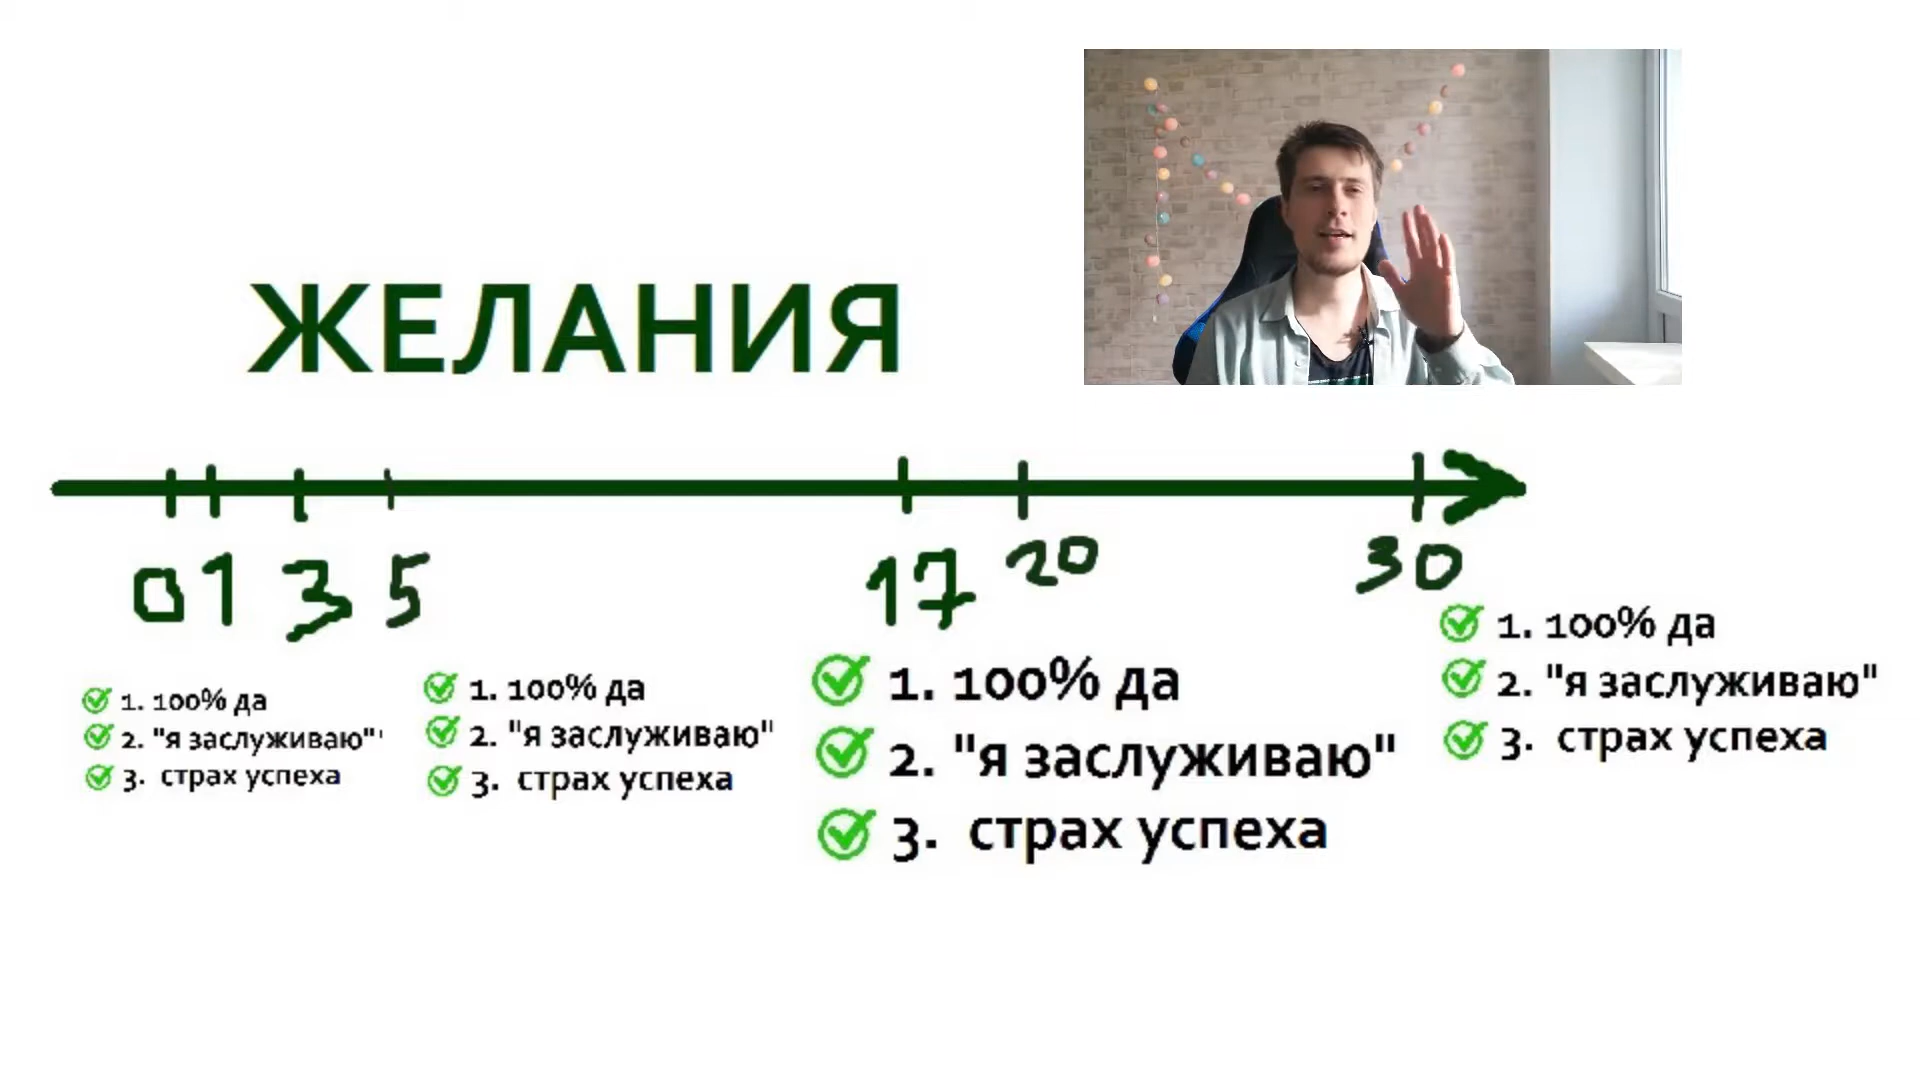 ЖЕЛАНИЯ
0 1 3 5 17 20 30
1. 100% да
2. "я заслуживаю"
3. страх успеха
1. 100% да
2. "я заслуживаю"
3. страх успеха
1. 100% да
2. "я заслуживаю"
3. страх успеха
1. 100% да
2. "я заслуживаю"
3. страх успеха